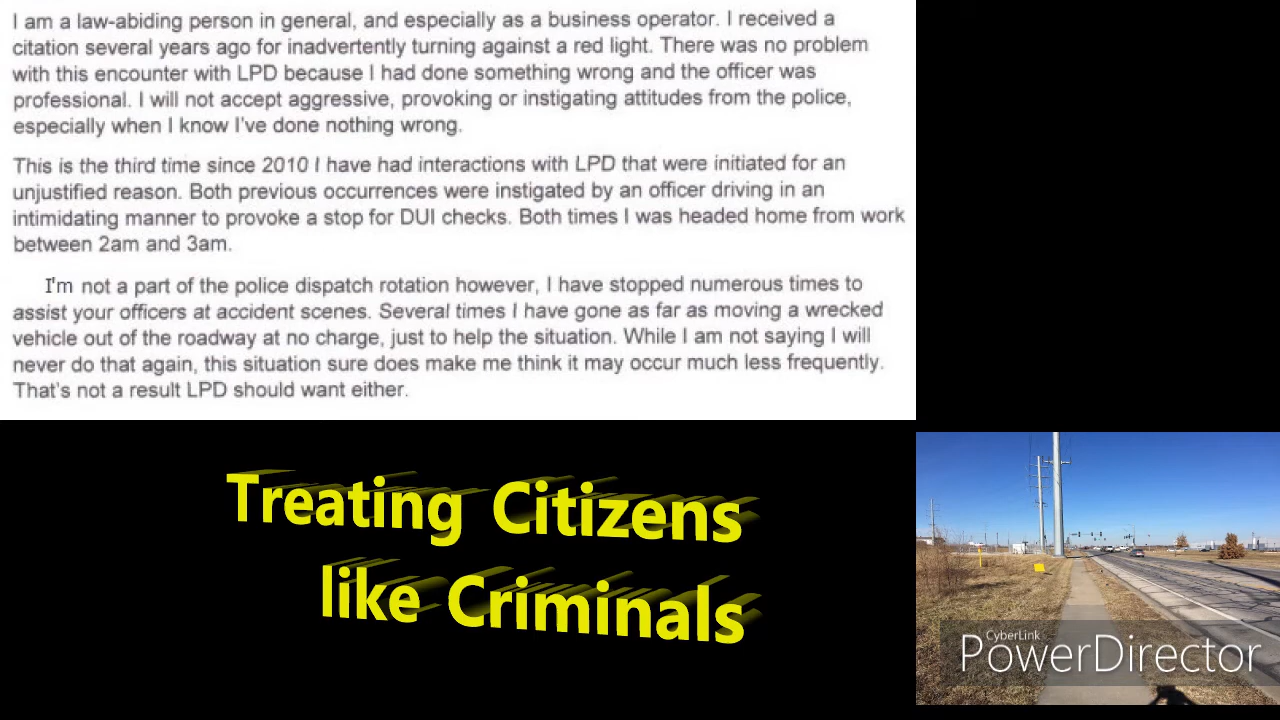 I am a law-abiding person in general, and especially as a business operator. I received a
citation several years ago for inadvertently turning against a red light. There was no problem
with this encounter with LPD because I had done something wrong and the officer was
professional. I will not accept aggressive, provoking or instigating attitudes from the police,
especially when I know I've done nothing wrong.
This is the third time since 2010 I have had interactions with LPD that were initiated for an
unjustified reason. Both previous occurrences were instigated by an officer driving in an
intimidating manner to provoke a stop for DUI checks. Both times I was headed home from work
between 2am and 3am.
I'm not a part of the police dispatch rotation however, I have stopped numerous times to
assist your officers at accident scenes. Several times I have gone as far as moving a wrecked
vehicle out of the roadway at no charge, just to help the situation. While I am not saying I will
never do that again, this situation sure does make me think it may occur much less frequently.
That's not a result LPD should want either.
Treating Citizens
like Criminals
CyberLink
PowerDirector